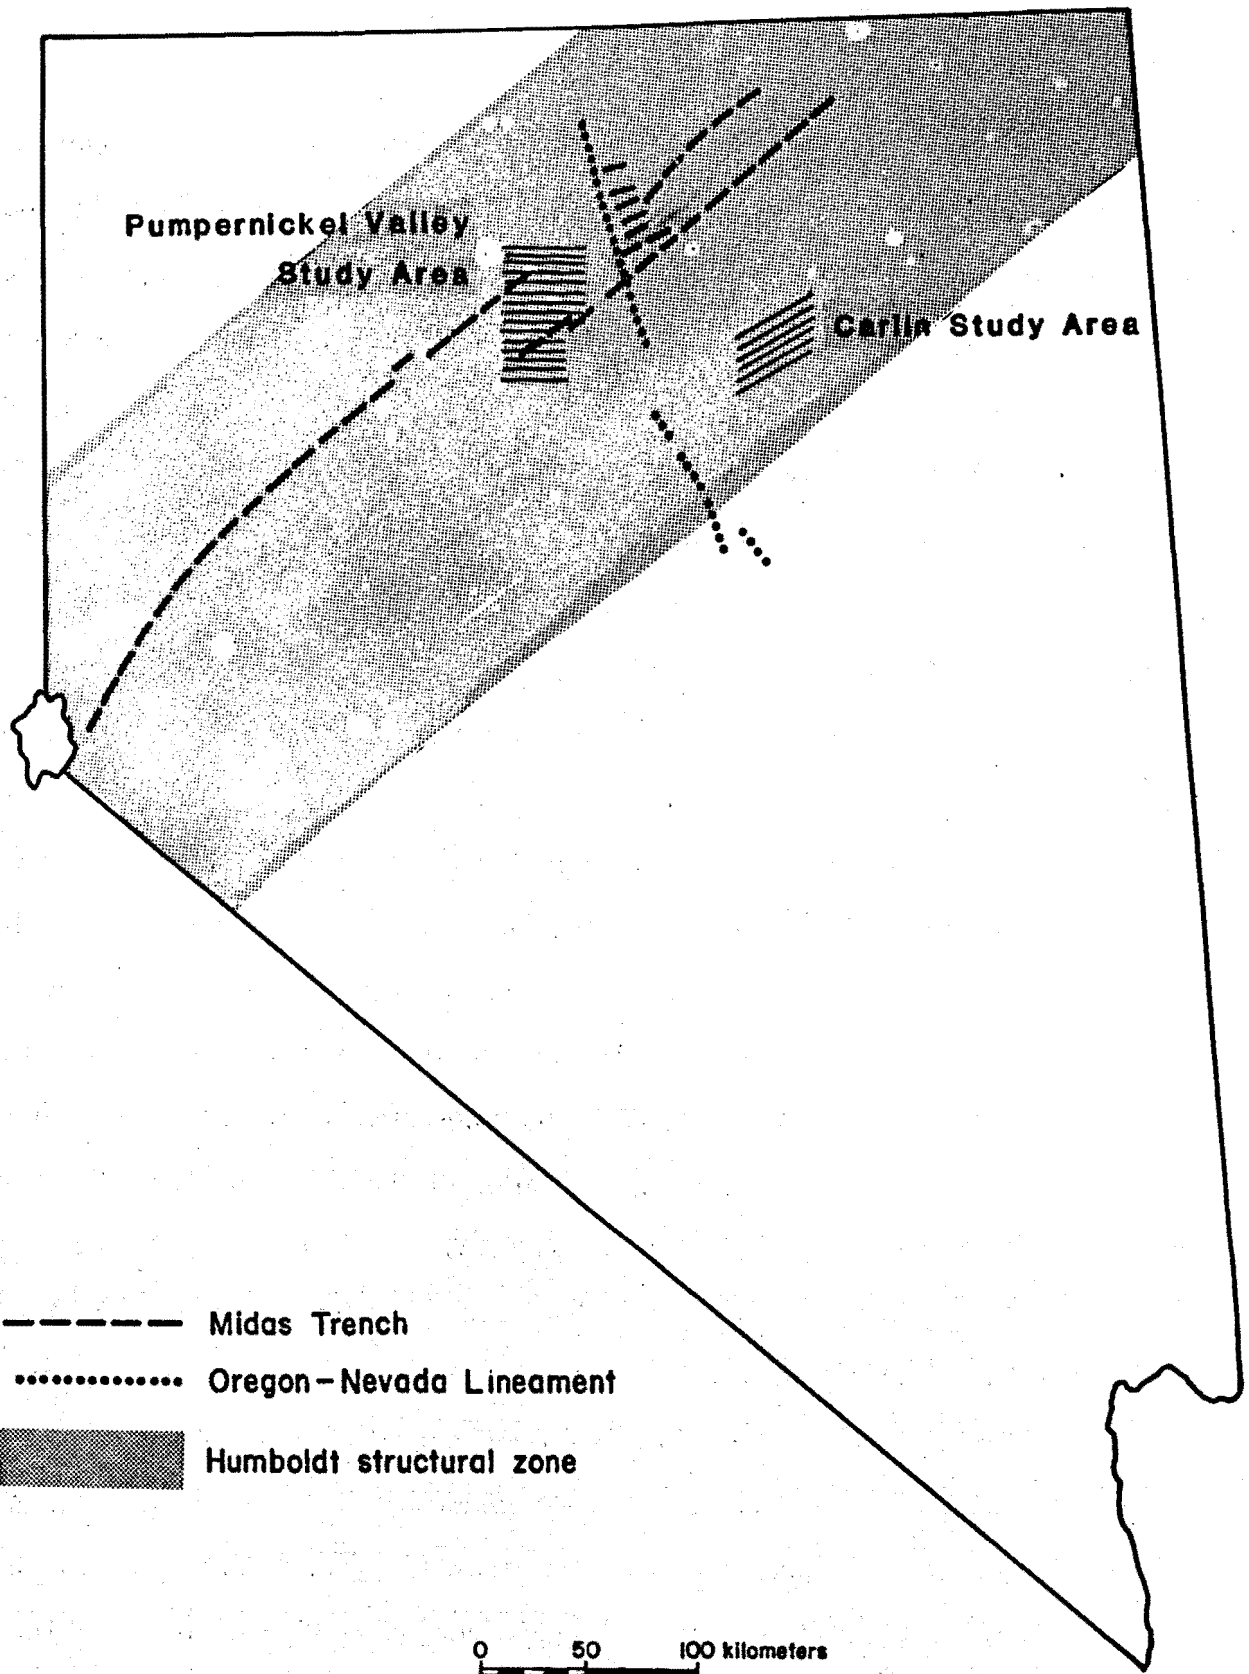 Pumpernickel Valley
Study Area
Carlin Study Area
Midas Trench
Oregon-Nevada Lineament
Humboldt structural zone
0 50 100 kilometers